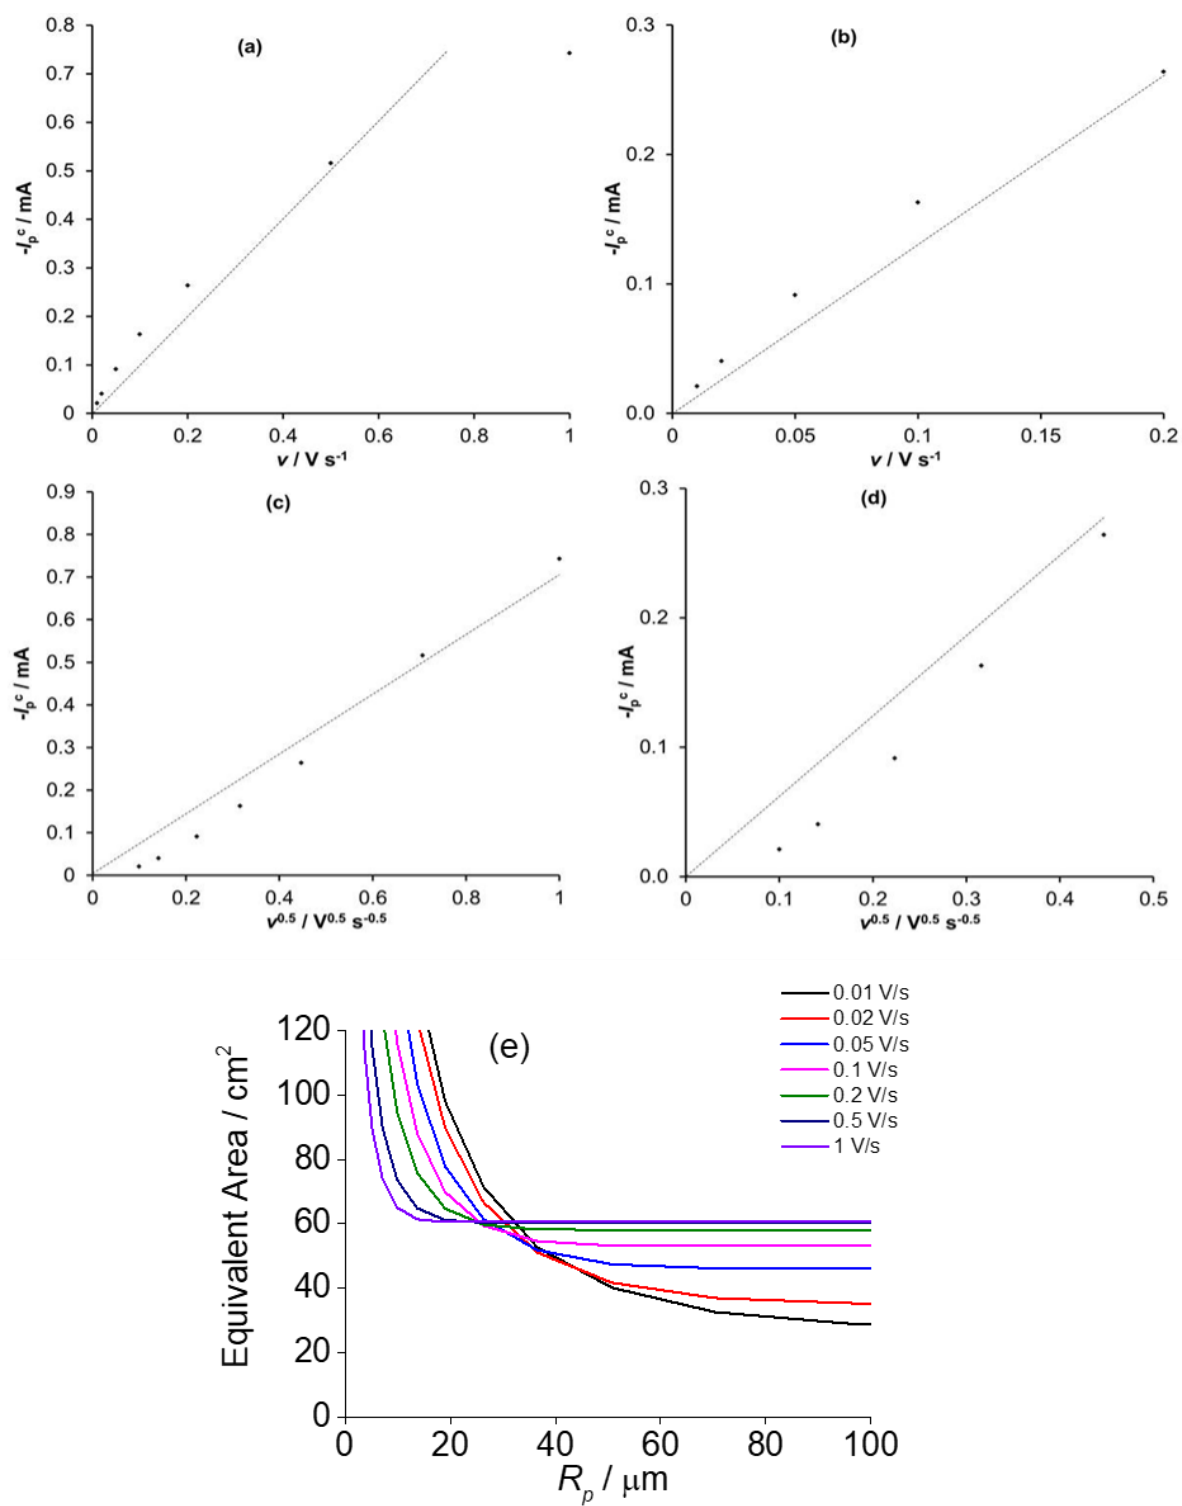 (a)
0.8
0.7
0.6
0.5
0.4
0.3
0.2
0.1
0
-Ipᶜ / mA
0 0.2 0.4 0.6 0.8 1
v / V s⁻¹
(b)
0.3
0.2
0.1
0.0
-Ipᶜ / mA
0 0.05 0.1 0.15 0.2
v / V s⁻¹
(c)
0.9
0.8
0.7
0.6
0.5
0.4
0.3
0.2
0.1
0
-Ipᶜ / mA
0 0.2 0.4 0.6 0.8 1
v⁰·⁵ / V⁰·⁵ s⁻⁰·⁵
(d)
0.3
0.2
0.1
0.0
-Ipᶜ / mA
0 0.1 0.2 0.3 0.4 0.5
v⁰·⁵ / V⁰·⁵ s⁻⁰·⁵
(e)
0.01 V/s
0.02 V/s
0.05 V/s
0.1 V/s
0.2 V/s
0.5 V/s
1 V/s
120
100
80
60
40
20
0
Equivalent Area / cm²
0 20 40 60 80 100
Rp / μm